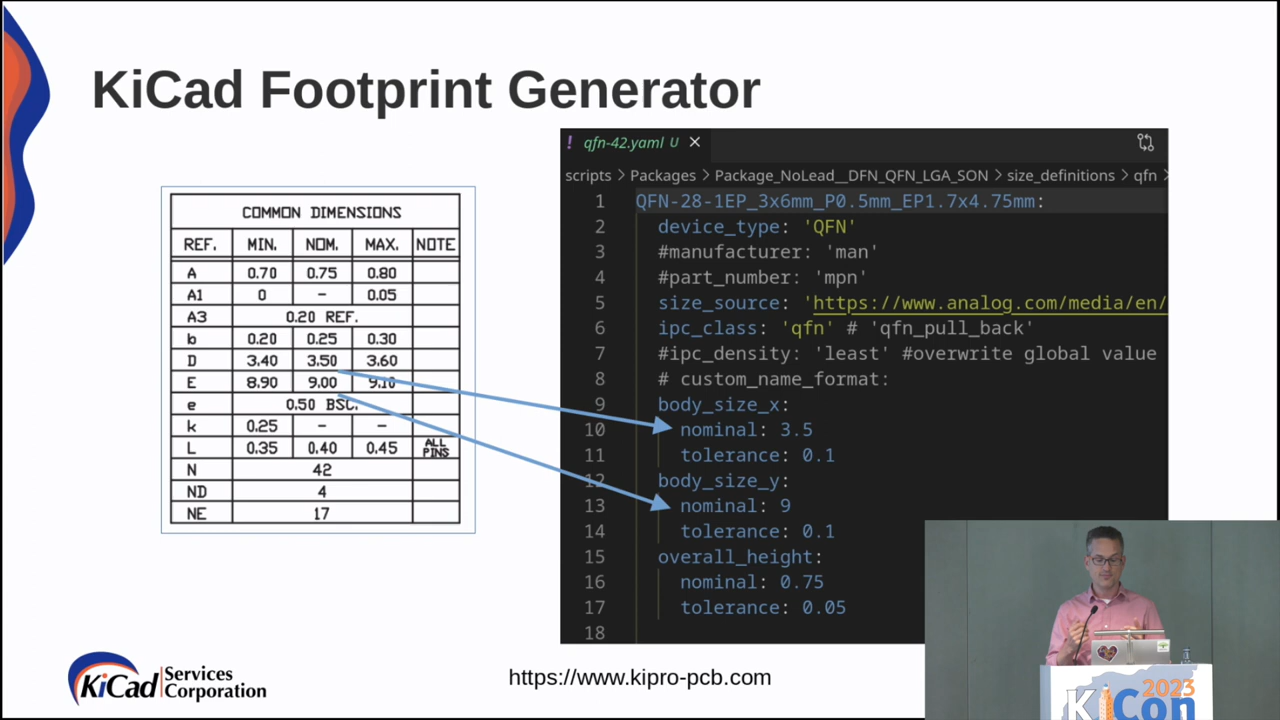 KiCad Footprint Generator
COMMON DIMENSIONS
REF. MIN. NOM. MAX. NOTE
A 0.70 0.75 0.80
A1 0 - 0.05
A3 0.20 REF.
b 0.20 0.25 0.30
D 3.40 3.50 3.60
E 8.90 9.00 9.10
e 0.50 BSC.
k 0.25 - -
L 0.35 0.40 0.45 ALL PINS
N 42
ND 4
NE 17
! qfn-42.yaml U ×
scripts > Packages > Package_NoLead__DFN_QFN_LGA_SON > size_definitions > qfn >
1 QFN-28-1EP_3x6mm_P0.5mm_EP1.7x4.75mm:
2 device_type: 'QFN'
3 #manufacturer: 'man'
4 #part_number: 'mpn'
5 size_source: 'https://www.analog.com/media/en/
6 ipc_class: 'qfn' # 'qfn_pull_back'
7 #ipc_density: 'least' #overwrite global value
8 # custom_name_format:
9 body_size_x:
10 nominal: 3.5
11 tolerance: 0.1
12 body_size_y:
13 nominal: 9
14 tolerance: 0.1
15 overall_height:
16 nominal: 0.75
17 tolerance: 0.05
18
KiCad Services Corporation
https://www.kipro-pcb.com
2023
KiCon